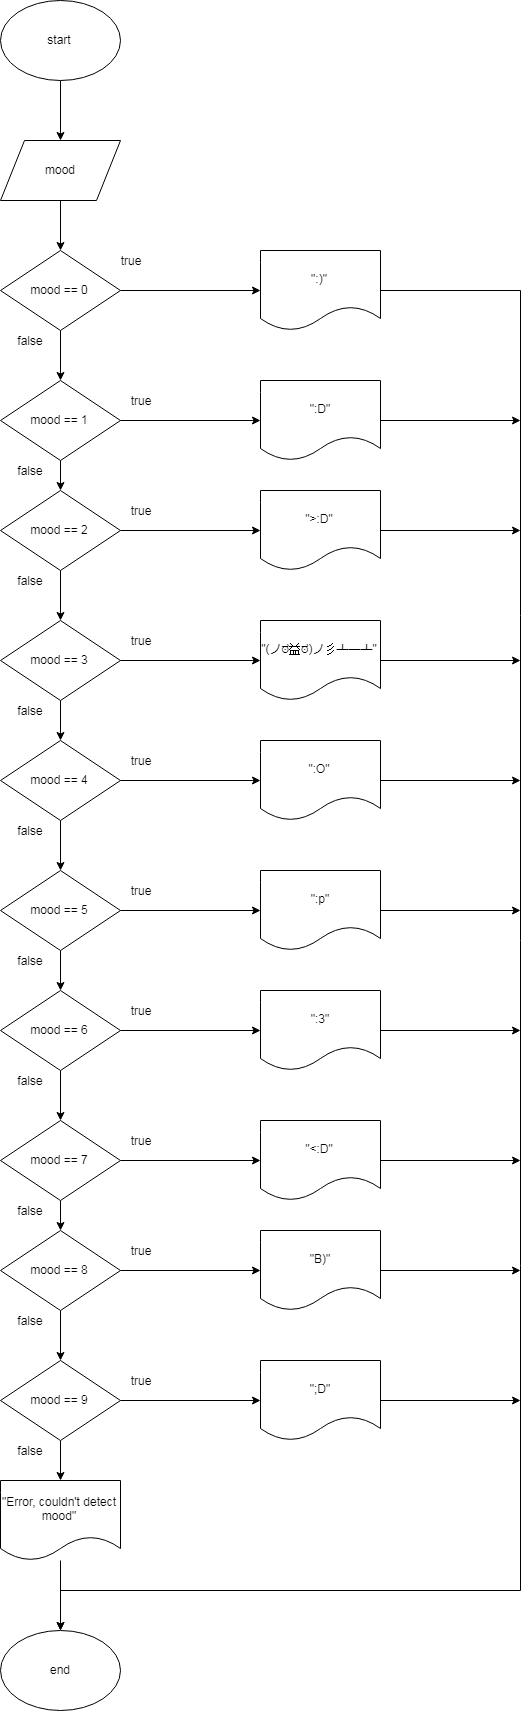 start
mood
true
mood == 0
":)"
false
true
mood == 1
":D"
false
true
mood == 2
">:D"
false
true
mood == 3
"(ノಠ益ಠ)ノ彡┻━┻"
false
true
mood == 4
":O"
false
true
mood == 5
":p"
false
true
mood == 6
":3"
false
true
mood == 7
"<:D"
false
true
mood == 8
"B)"
false
true
mood == 9
";D"
false
"Error, couldn't detect
mood"
end